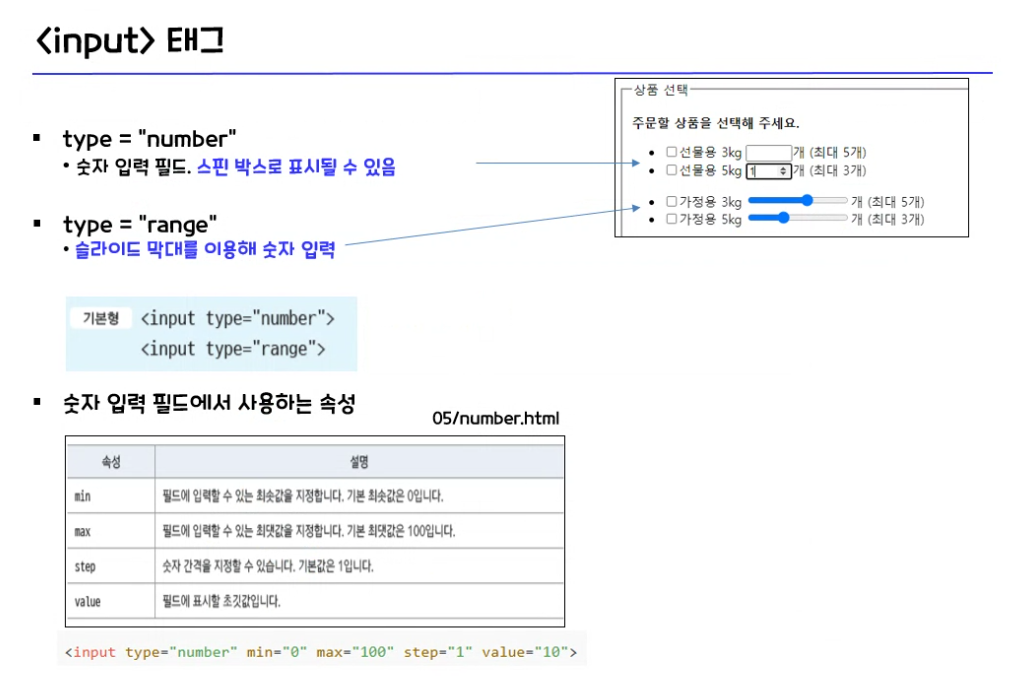 <input> 태그
▪ type = "number"
• 숫자 입력 필드. 스핀 박스로 표시될 수 있음
▪ type = "range"
• 슬라이드 막대를 이용해 숫자 입력
상품 선택
주문할 상품을 선택해 주세요.
• 선물용 3kg 개 (최대 5개)
• 선물용 5kg 1 개 (최대 3개)
• 가정용 3kg 개 (최대 5개)
• 가정용 5kg 개 (최대 3개)
기본형 <input type="number">
<input type="range">
▪ 숫자 입력 필드에서 사용하는 속성
05/number.html
속성 설명
min 필드에 입력할 수 있는 최솟값을 지정합니다. 기본 최솟값은 0입니다.
max 필드에 입력할 수 있는 최댓값을 지정합니다. 기본 최댓값은 100입니다.
step 숫자 간격을 지정할 수 있습니다. 기본값은 1입니다.
value 필드에 표시할 초깃값입니다.
<input type="number" min="0" max="100" step="1" value="10">